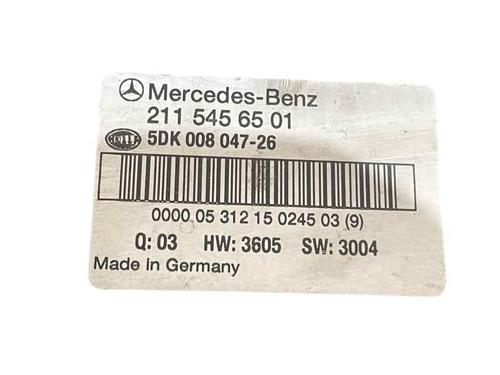 Mercedes-Benz
211 545 65 01
HELLA 5DK 008 047-26
0000 05 312 15 0245 03 (9)
Q: 03 HW: 3605 SW: 3004
Made in Germany